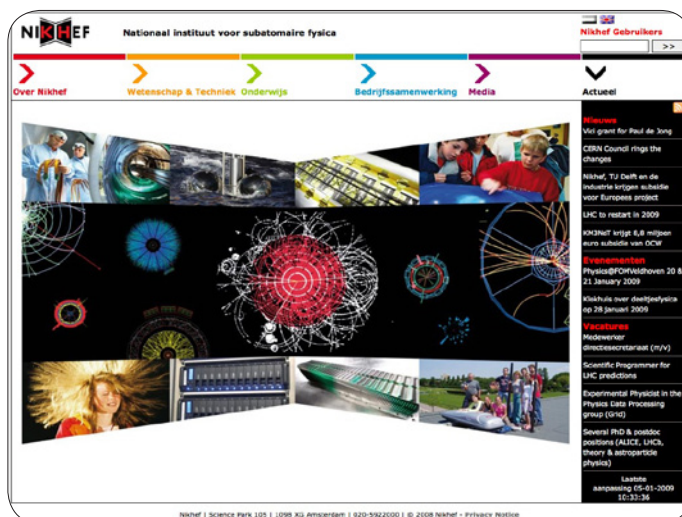 NIKHEF
Nationaal instituut voor subatomaire fysica
Nikhef Gebruikers
>>
Over Nikhef
Wetenschap & Techniek
Onderwijs
Bedrijfssamenwerking
Media
Actueel
Nieuws
Vici grant for Paul de Jong
CERN Council rings the
changes
Nikhef, TU Delft en de
industrie krijgen subsidie
voor Europees project
LHC to restart in 2009
KM3NeT krijgt 8,8 miljoen
euro subsidie van OCW
Evenementen
Physics@FOMVeldhoven 20 &
21 January 2009
Klokhuis over deeltjesfysica
op 28 januari 2009
Vacatures
Medewerker
directiesecretariaat (m/v)
Scientific Programmer for
LHC predictions
Experimental Physicist in the
Physics Data Processing
group (Grid)
Several PhD & postdoc
positions (ALICE, LHCb,
theory & astroparticle
physics)
Laatste
aanpassing 05-01-2009
10:33:36
Nikhef | Science Park 105 | 1098 XG Amsterdam | 020-5922000 | © 2008 Nikhef - Privacy Notice